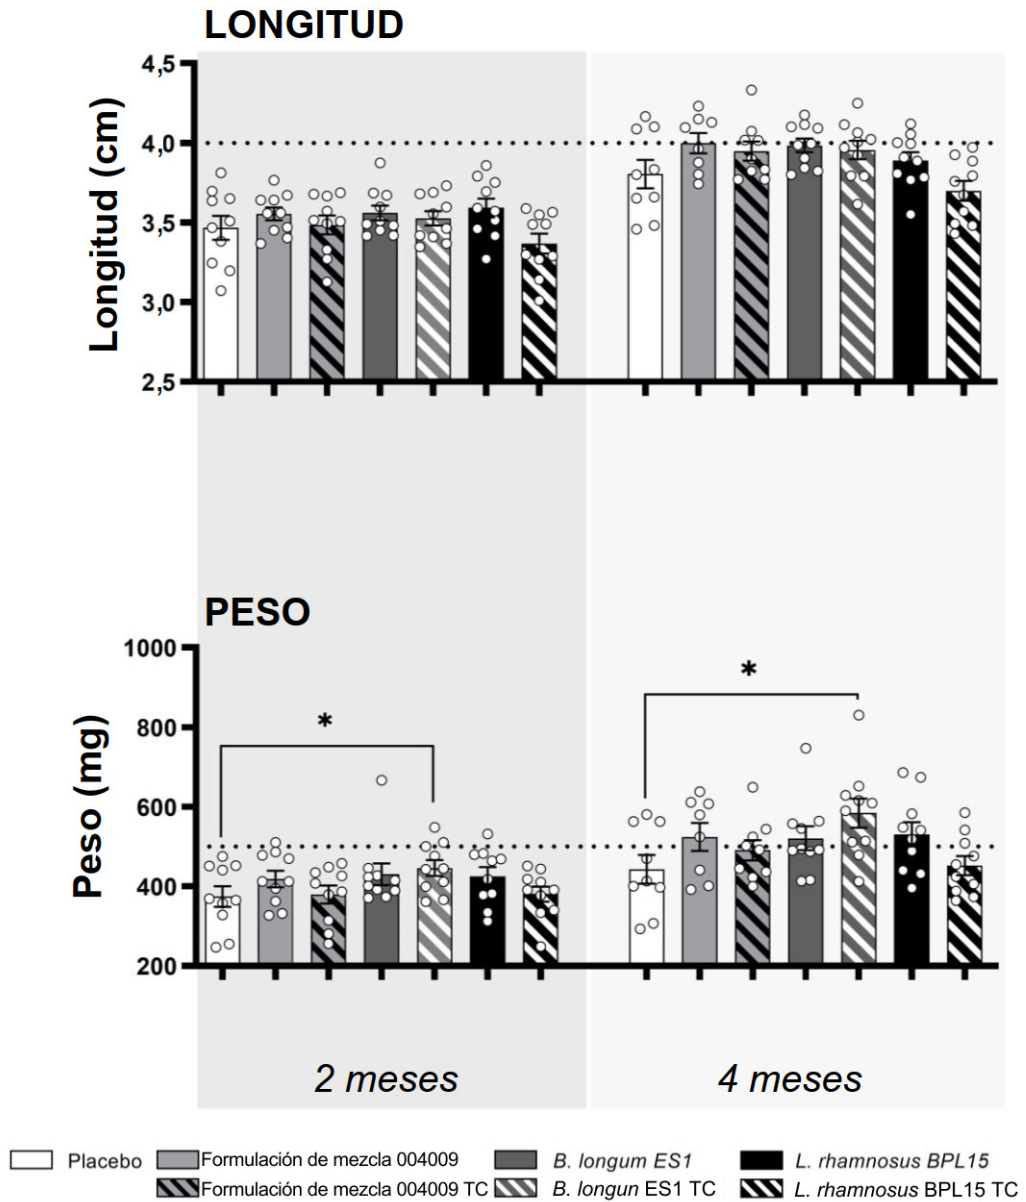 LONGITUD
Longitud (cm)
4,5
4,0
3,5
3,0
2,5
PESO
Peso (mg)
1000
800
600
400
200
*
*
2 meses
4 meses
Placebo
Formulación de mezcla 004009
B. longum ES1
L. rhamnosus BPL15
Formulación de mezcla 004009 TC
B. longun ES1 TC
L. rhamnosus BPL15 TC